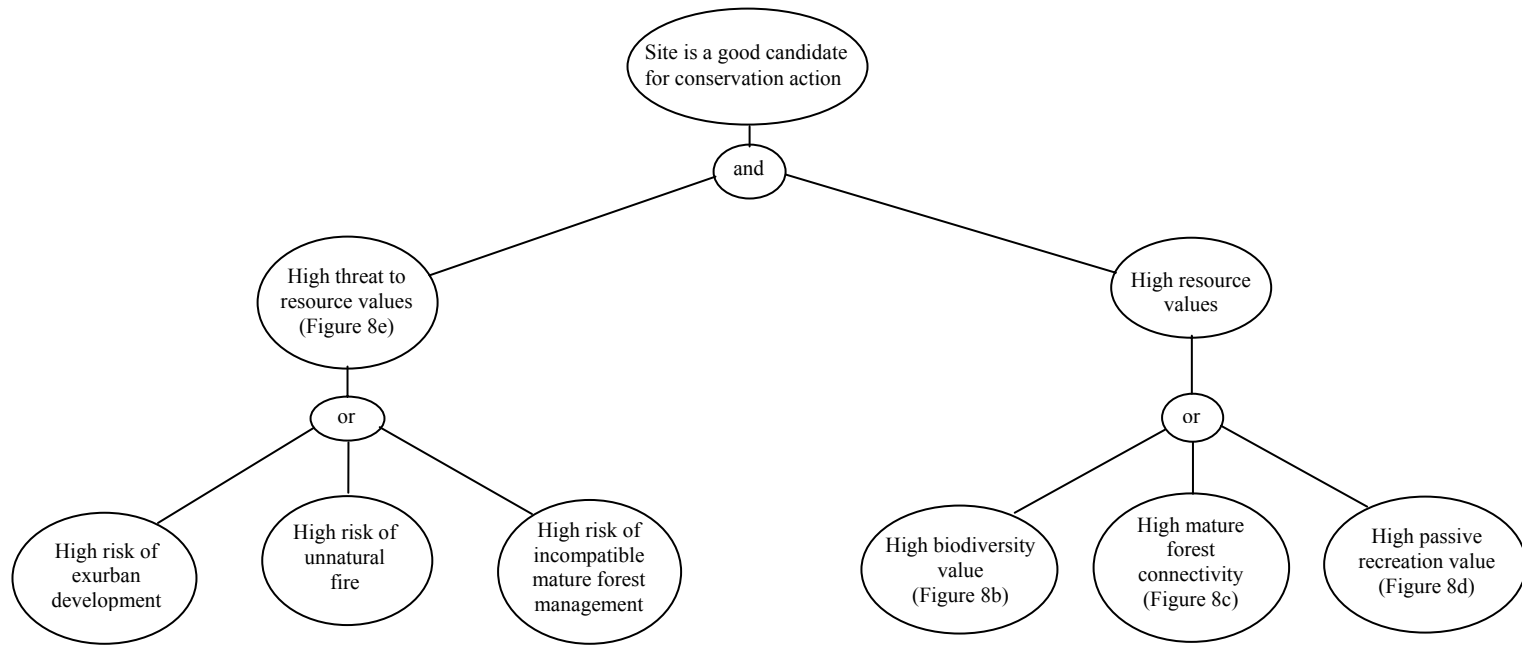 Site is a good candidate
for conservation action
and
High threat to
resource values
(Figure 8e)
High resource
values
or
or
High risk of
exurban
development
High risk of
unnatural
fire
High risk of
incompatible
mature forest
management
High biodiversity
value
(Figure 8b)
High mature
forest
connectivity
(Figure 8c)
High passive
recreation value
(Figure 8d)